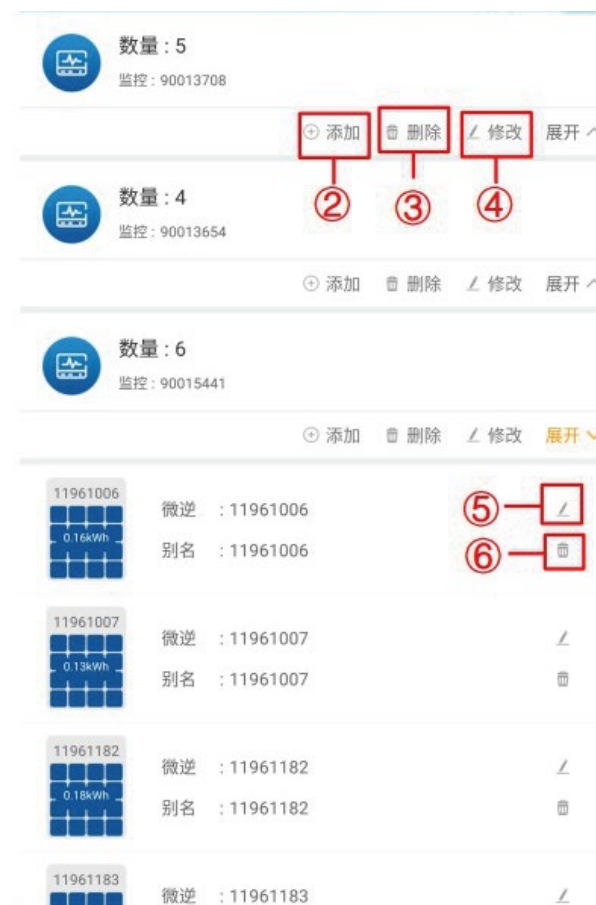 数量 : 5
监控 : 90013708
添加 删除 修改 展开
② ③ ④
数量 : 4
监控 : 90013654
添加 删除 修改 展开
数量 : 6
监控 : 90015441
添加 删除 修改 展开
11961006
微逆 : 11961006
⑤
0.16kWh
别名 : 11961006
⑥
11961007
微逆 : 11961007
0.13kWh
别名 : 11961007
11961182
微逆 : 11961182
0.18kWh
别名 : 11961182
11961183
微逆 : 11961183